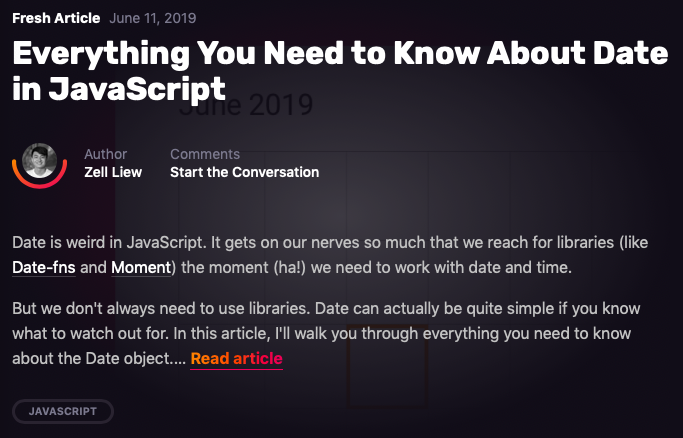 Fresh Article June 11, 2019
Everything You Need to Know About Date
in JavaScript
June 2019
Author Comments
Zell Liew Start the Conversation
Date is weird in JavaScript. It gets on our nerves so much that we reach for libraries (like
Date-fns and Moment) the moment (ha!) we need to work with date and time.
But we don't always need to use libraries. Date can actually be quite simple if you know
what to watch out for. In this article, I'll walk you through everything you need to know
about the Date object.... Read article
JAVASCRIPT